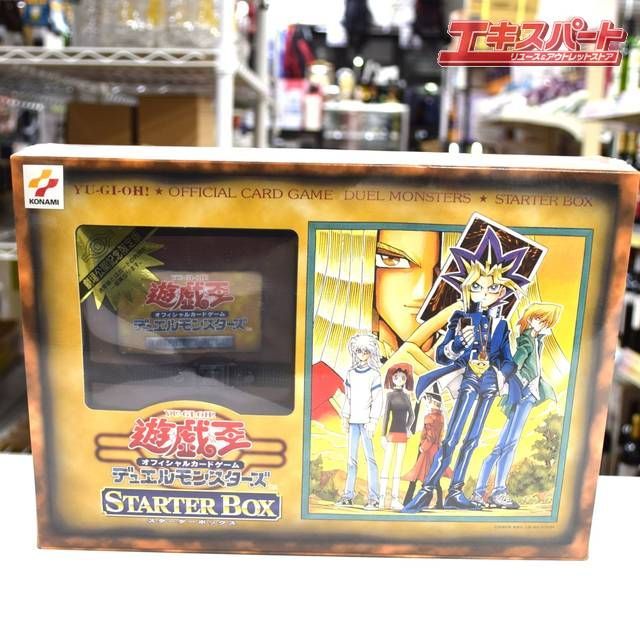 エキスパート
リユース&アウトレットストア
KONAMI
YU-GI-OH! ★ OFFICIAL CARD GAME DUEL MONSTERS ★ STARTER BOX
YU-GI-OH!
遊戯王
オフィシャルカードゲーム
デュエルモンスターズ
YU-GI-OH!
遊戯王
オフィシャルカードゲーム
デュエルモンスターズ
STARTER BOX
スターターボックス